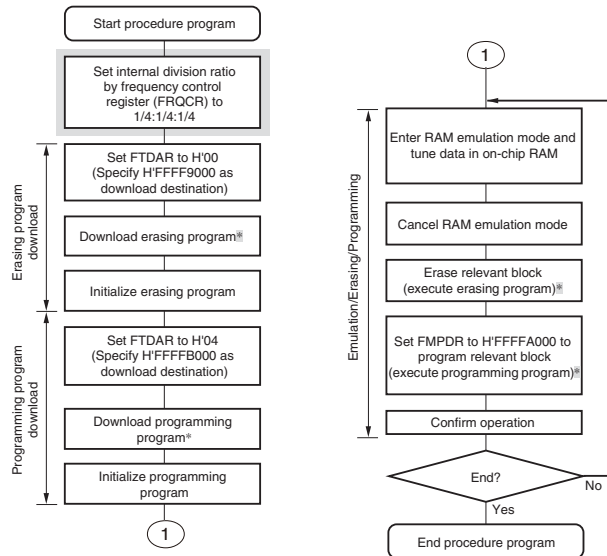 Start procedure program
Set internal division ratio
by frequency control
register (FRQCR) to
1/4:1/4:1/4
Erasing program
download
Set FTDAR to H'00
(Specify H'FFFF9000 as
download destination)
Download erasing program*
Initialize erasing program
Programming program
download
Set FTDAR to H'04
(Specify H'FFFFB000 as
download destination)
Download programming
program*
Initialize programming
program
1
1
Emulation/Erasing/Programming
Enter RAM emulation mode and
tune data in on-chip RAM
Cancel RAM emulation mode
Erase relevant block
(execute erasing program)*
Set FMPDR to H'FFFFA000 to
program relevant block
(execute programming program)*
Confirm operation
End?
No
Yes
End procedure program